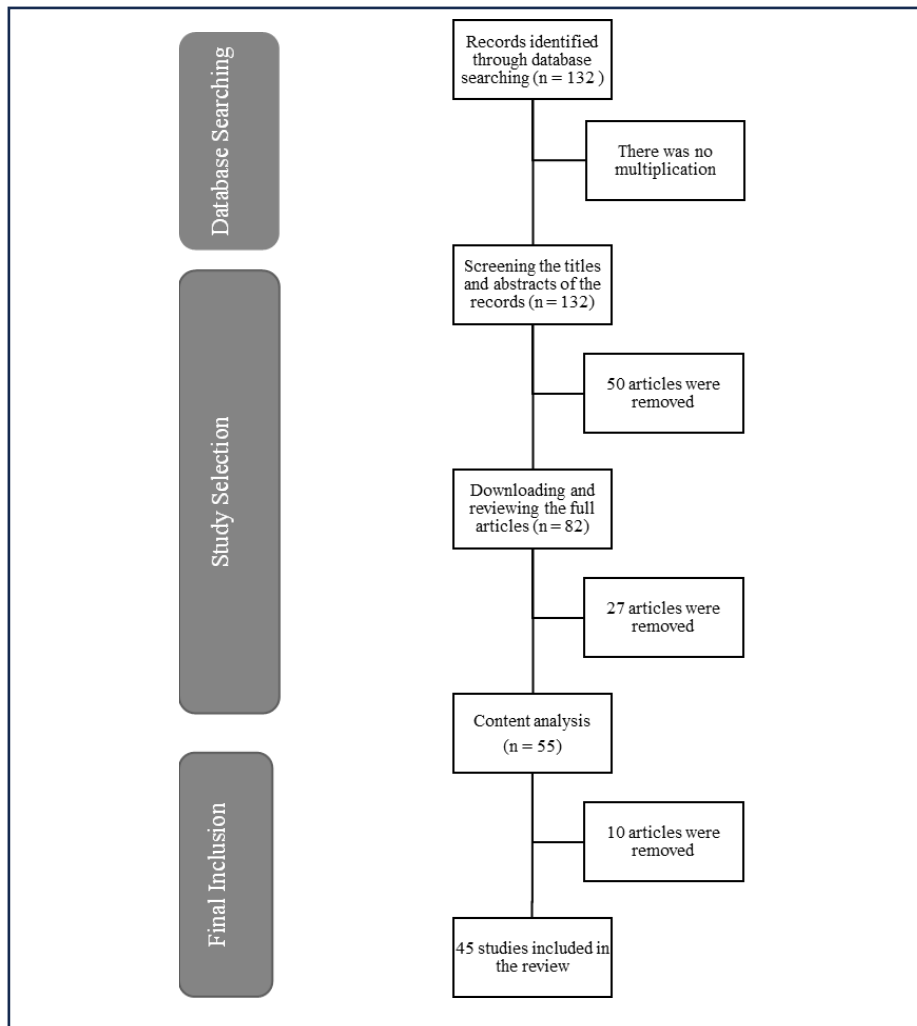 Database Searching
Records identified
through database
searching (n = 132 )
There was no
multiplication
Study Selection
Screening the titles
and abstracts of the
records (n = 132)
50 articles were
removed
Downloading and
reviewing the full
articles (n = 82)
27 articles were
removed
Content analysis
(n = 55)
Final Inclusion
10 articles were
removed
45 studies included in
the review